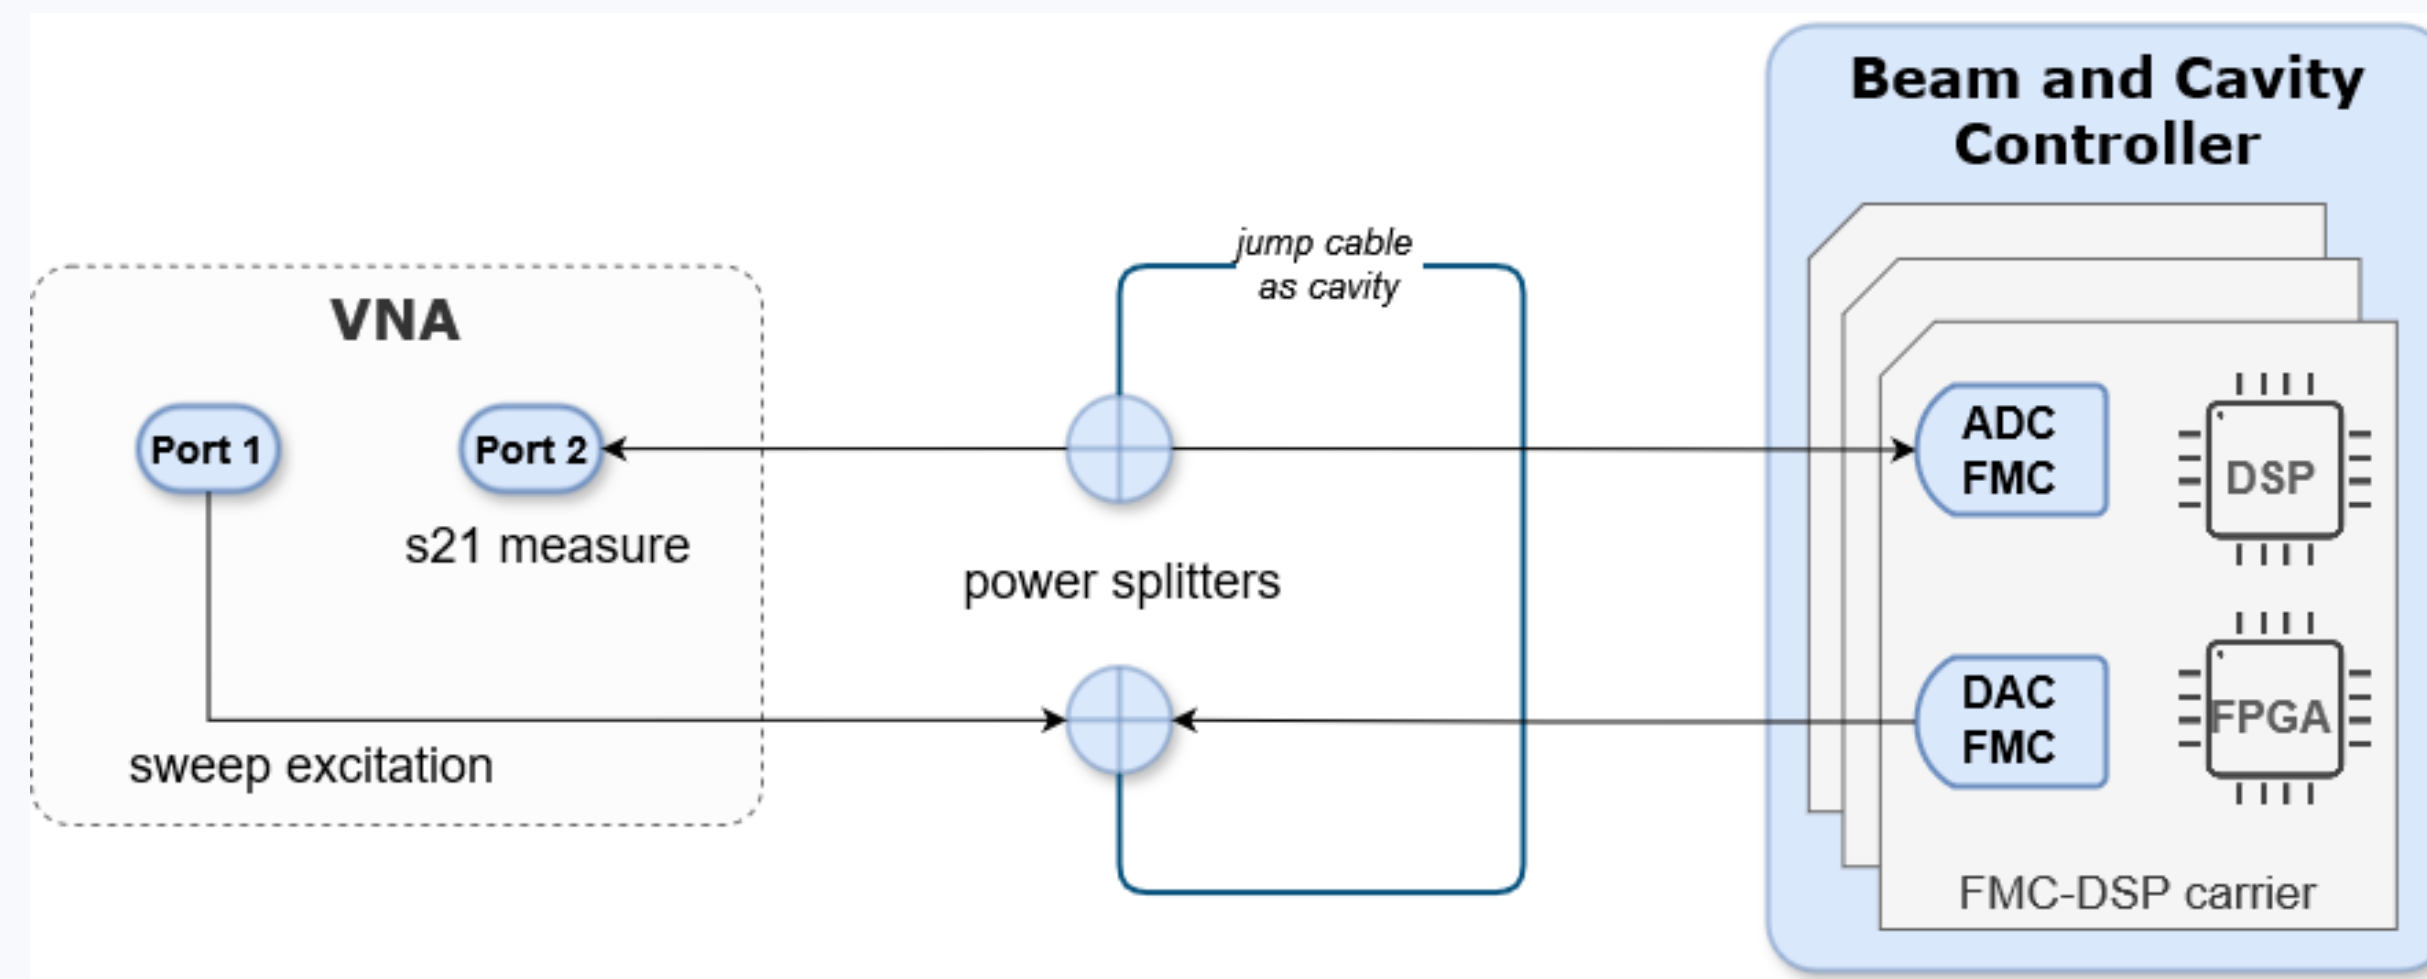 Beam and Cavity
Controller
jump cable
as cavity
VNA
Port 1
Port 2
s21 measure
power splitters
sweep excitation
ADC
FMC
DSP
DAC
FMC
FPGA
FMC-DSP carrier